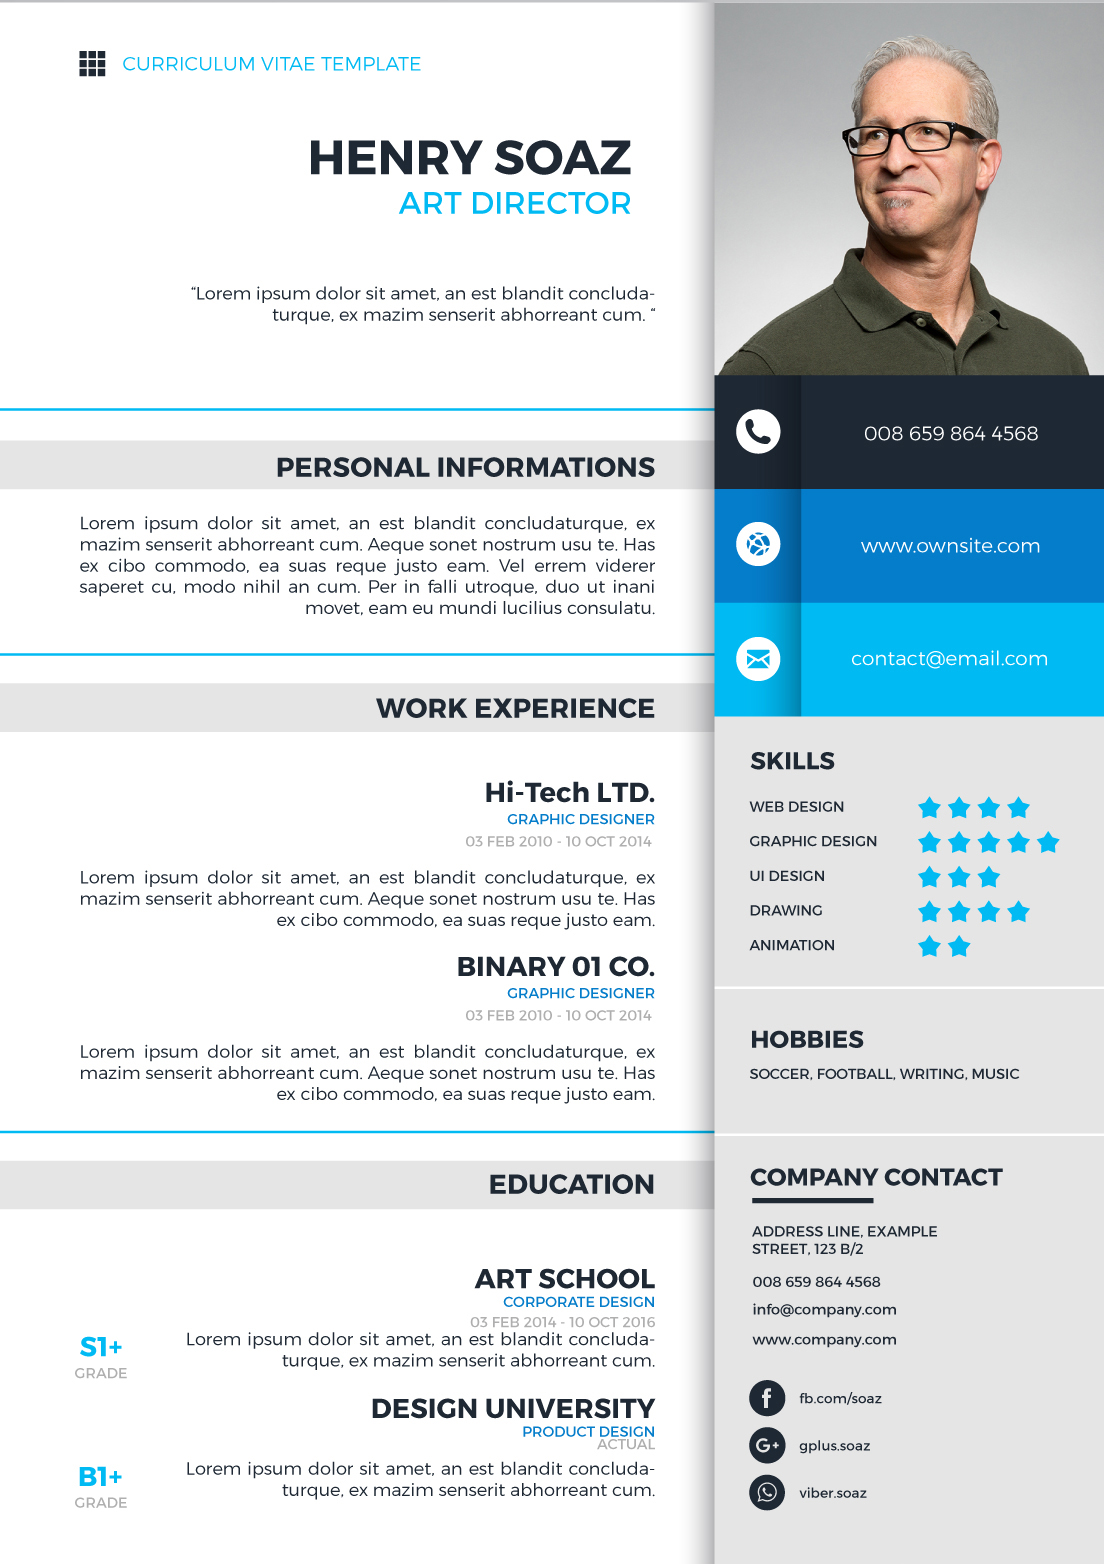 CURRICULUM VITAE TEMPLATE
HENRY SOAZ
ART DIRECTOR
“Lorem ipsum dolor sit amet, an est blandit concluda-
turque, ex mazim senserit abhorreant cum. “
PERSONAL INFORMATIONS
Lorem ipsum dolor sit amet, an est blandit concludaturque, ex
mazim senserit abhorreant cum. Aeque sonet nostrum usu te. Has
ex cibo commodo, ea suas reque justo eam. Vel errem viderer
saperet cu, modo nihil an cum. Per in falli utroque, duo ut inani
movet, eam eu mundi lucilius consulatu.
WORK EXPERIENCE
Hi-Tech LTD.
GRAPHIC DESIGNER
03 FEB 2010 - 10 OCT 2014
Lorem ipsum dolor sit amet, an est blandit concludaturque, ex
mazim senserit abhorreant cum. Aeque sonet nostrum usu te. Has
ex cibo commodo, ea suas reque justo eam.
BINARY 01 CO.
GRAPHIC DESIGNER
03 FEB 2010 - 10 OCT 2014
Lorem ipsum dolor sit amet, an est blandit concludaturque, ex
mazim senserit abhorreant cum. Aeque sonet nostrum usu te. Has
ex cibo commodo, ea suas reque justo eam.
EDUCATION
ART SCHOOL
CORPORATE DESIGN
03 FEB 2014 - 10 OCT 2016
S1+
GRADE
Lorem ipsum dolor sit amet, an est blandit concluda-
turque, ex mazim senserit abhorreant cum.
DESIGN UNIVERSITY
PRODUCT DESIGN
ACTUAL
B1+
GRADE
Lorem ipsum dolor sit amet, an est blandit concluda-
turque, ex mazim senserit abhorreant cum.
008 659 864 4568
www.ownsite.com
contact@email.com
SKILLS
WEB DESIGN
GRAPHIC DESIGN
UI DESIGN
DRAWING
ANIMATION
HOBBIES
SOCCER, FOOTBALL, WRITING, MUSIC
COMPANY CONTACT
ADDRESS LINE, EXAMPLE
STREET, 123 B/2
008 659 864 4568
info@company.com
www.company.com
f fb.com/soaz
G+ gplus.soaz
viber.soaz